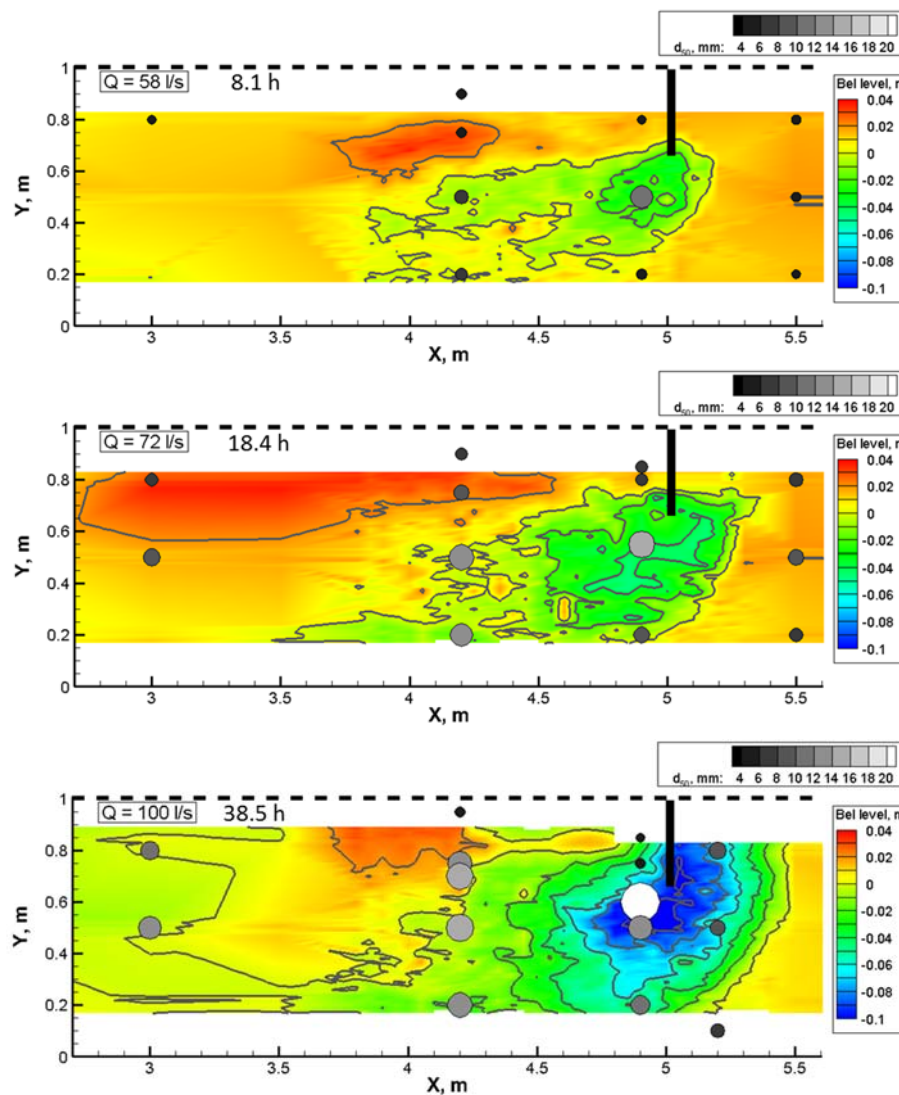 d50, mm: 4 6 8 10 12 14 16 18 20
Q = 58 l/s 8.1 h
Bel level, m
0.04
0.02
0
-0.02
-0.04
-0.06
-0.08
-0.1
1
0.8
0.6
0.4
0.2
0
Y, m
3 3.5 4 4.5 5 5.5
X, m
d50, mm: 4 6 8 10 12 14 16 18 20
Q = 72 l/s 18.4 h
Bel level, m
0.04
0.02
0
-0.02
-0.04
-0.06
-0.08
-0.1
1
0.8
0.6
0.4
0.2
0
Y, m
3 3.5 4 4.5 5 5.5
X, m
d50, mm: 4 6 8 10 12 14 16 18 20
Q = 100 l/s 38.5 h
Bel level, m
0.04
0.02
0
-0.02
-0.04
-0.06
-0.08
-0.1
1
0.8
0.6
0.4
0.2
0
Y, m
3 3.5 4 4.5 5 5.5
X, m